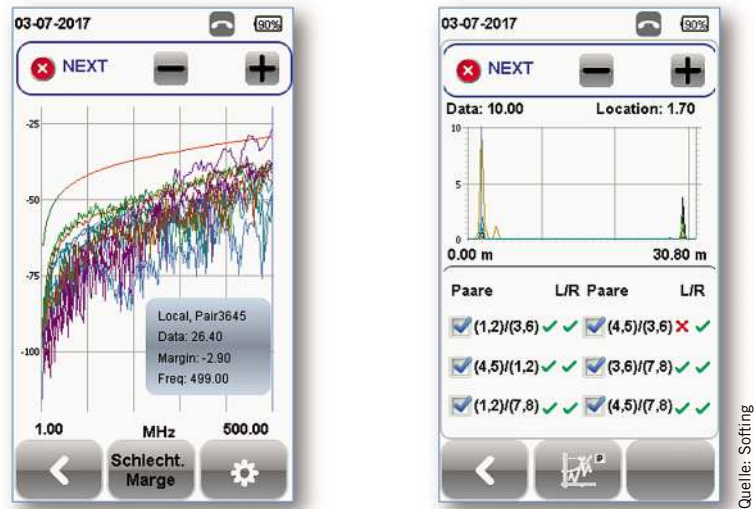 03-07-2017
90%
NEXT
-25
-50
-75
-100
Local, Pair3645
Data: 26.40
Margin: -2.90
Freq: 499.00
1.00 MHz 500.00
Schlecht.
Marge
03-07-2017
90%
NEXT
Data: 10.00 Location: 1.70
10
5
0
0.00 m 30.80 m
Paare L/R Paare L/R
(1,2)/(3,6) (4,5)/(3,6)
(4,5)/(1,2) (3,6)/(7,8)
(1,2)/(7,8) (4,5)/(7,8)
P
Quelle: Softing